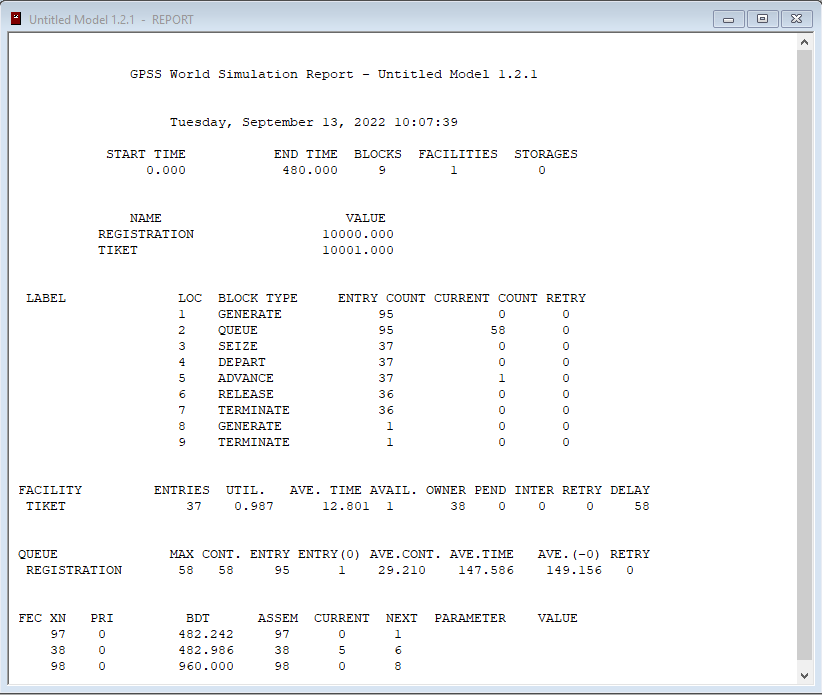 Untitled Model 1.2.1 - REPORT
GPSS World Simulation Report - Untitled Model 1.2.1
Tuesday, September 13, 2022 10:07:39
START TIME END TIME BLOCKS FACILITIES STORAGES
0.000 480.000 9 1 0
NAME VALUE
REGISTRATION 10000.000
TIKET 10001.000
LABEL LOC BLOCK TYPE ENTRY COUNT CURRENT COUNT RETRY
1 GENERATE 95 0 0
2 QUEUE 95 58 0
3 SEIZE 37 0 0
4 DEPART 37 0 0
5 ADVANCE 37 1 0
6 RELEASE 36 0 0
7 TERMINATE 36 0 0
8 GENERATE 1 0 0
9 TERMINATE 1 0 0
FACILITY ENTRIES UTIL. AVE. TIME AVAIL. OWNER PEND INTER RETRY DELAY
TIKET 37 0.987 12.801 1 38 0 0 0 58
QUEUE MAX CONT. ENTRY ENTRY(0) AVE.CONT. AVE.TIME AVE.(-0) RETRY
REGISTRATION 58 58 95 1 29.210 147.586 149.156 0
FEC XN PRI BDT ASSEM CURRENT NEXT PARAMETER VALUE
97 0 482.242 97 0 1
38 0 482.986 38 5 6
98 0 960.000 98 0 8